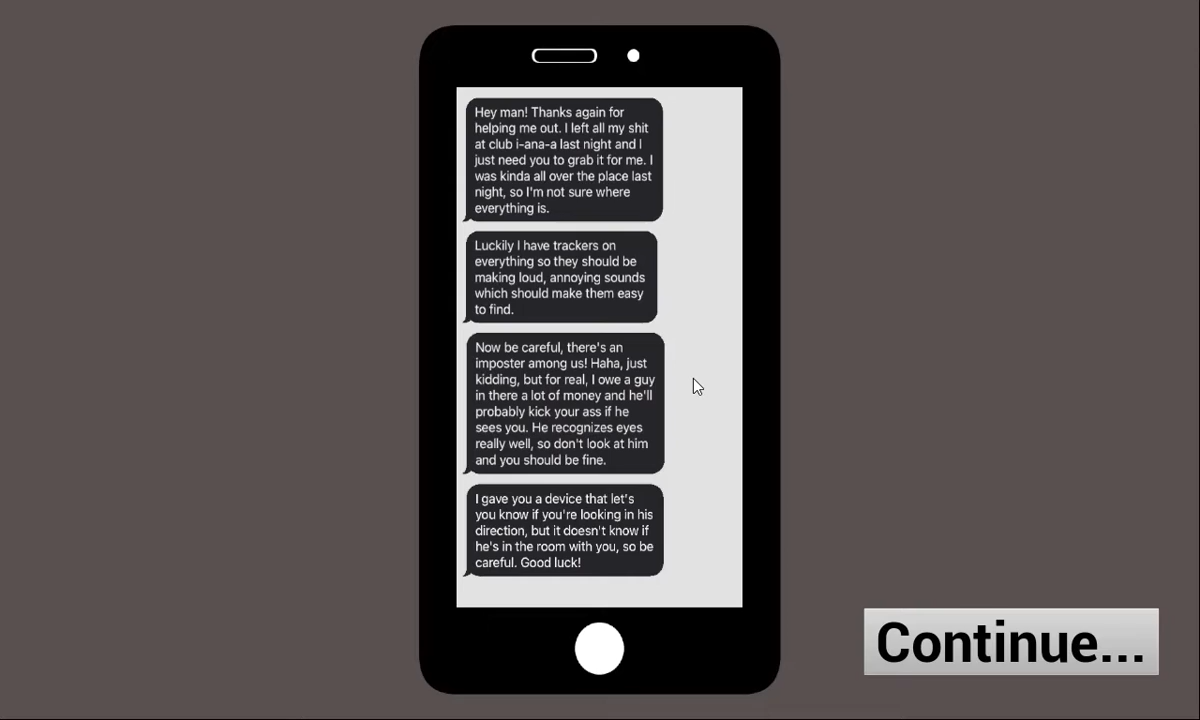 Hey man! Thanks again for
helping me out. I left all my shit
at club i-ana-a last night and I
just need you to grab it for me. I
was kinda all over the place last
night, so I'm not sure where
everything is.
Luckily I have trackers on
everything so they should be
making loud, annoying sounds
which should make them easy
to find.
Now be careful, there's an
imposter among us! Haha, just
kidding, but for real, I owe a guy
in there a lot of money and he'll
probably kick your ass if he
sees you. He recognizes eyes
really well, so don't look at him
and you should be fine.
I gave you a device that let's
you know if you're looking in his
direction, but it doesn't know if
he's in the room with you, so be
careful. Good luck!
Continue...